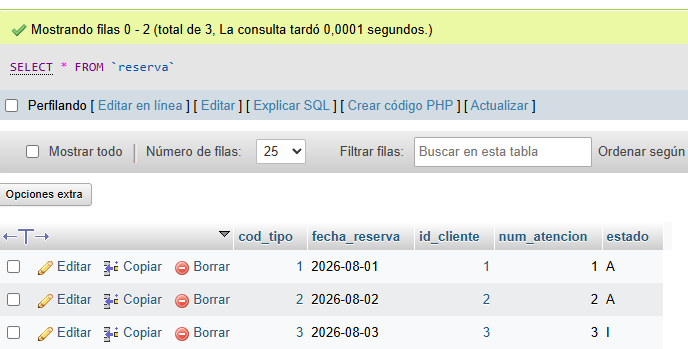 Mostrando filas 0 - 2 (total de 3, La consulta tardó 0,0001 segundos.)
SELECT * FROM `reserva`
Perfilando [ Editar en línea ] [ Editar ] [ Explicar SQL ] [ Crear código PHP ] [ Actualizar ]
Mostrar todo Número de filas: 25 Filtrar filas: Buscar en esta tabla Ordenar según
Opciones extra
←T→ cod_tipo fecha_reserva id_cliente num_atencion estado
Editar Copiar Borrar 1 2026-08-01 1 1 A
Editar Copiar Borrar 2 2026-08-02 2 2 A
Editar Copiar Borrar 3 2026-08-03 3 3 I